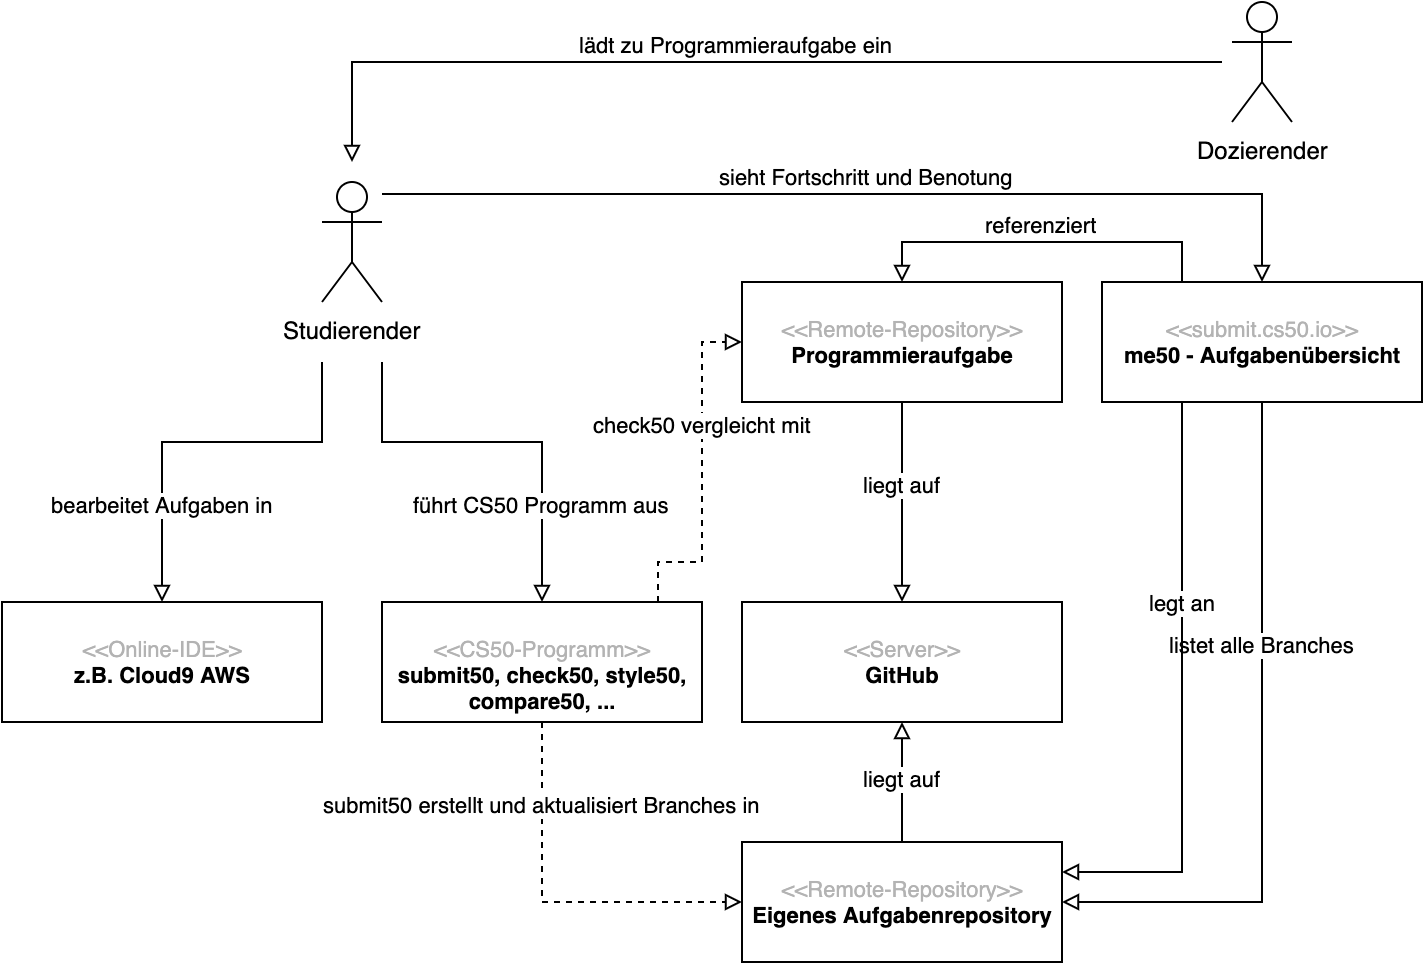 lädt zu Programmieraufgabe ein
Dozierender
sieht Fortschritt und Benotung
referenziert
Studierender
<<Remote-Repository>>
Programmieraufgabe
<<submit.cs50.io>>
me50 - Aufgabenübersicht
check50 vergleicht mit
liegt auf
bearbeitet Aufgaben in
führt CS50 Programm aus
legt an
listet alle Branches
<<Online-IDE>>
z.B. Cloud9 AWS
<<CS50-Programm>>
submit50, check50, style50,
compare50, ...
<<Server>>
GitHub
liegt auf
submit50 erstellt und aktualisiert Branches in
<<Remote-Repository>>
Eigenes Aufgabenrepository